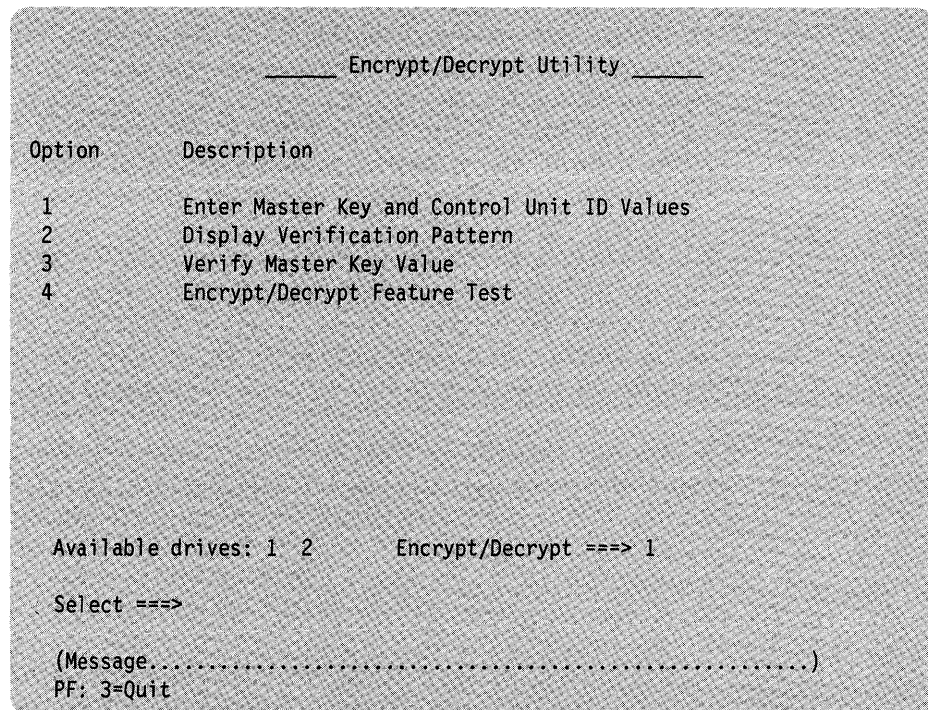 ______ Encrypt/Decrypt Utility ______
Option Description
1 Enter Master Key and Control Unit ID Values
2 Display Verification Pattern
3 Verify Master Key Value
4 Encrypt/Decrypt Feature Test
Available drives: 1 2 Encrypt/Decrypt ===> 1
Select ===>
(Message.......................................................)
PF: 3=Quit